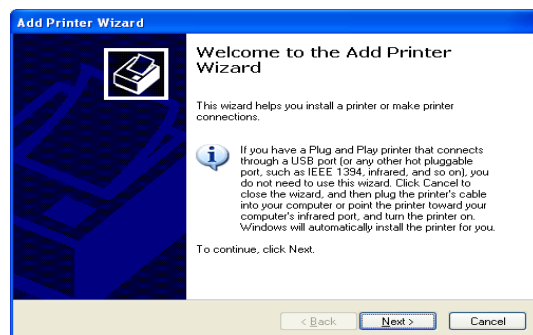 Add Printer Wizard
Welcome to the Add Printer
Wizard
This wizard helps you install a printer or make printer
connections.
If you have a Plug and Play printer that connects
through a USB port (or any other hot pluggable
port, such as IEEE 1394, infrared, and so on), you
do not need to use this wizard. Click Cancel to
close the wizard, and then plug the printer's cable
into your computer or point the printer toward your
computer's infrared port, and turn the printer on.
Windows will automatically install the printer for you.
To continue, click Next.
< Back Next > Cancel